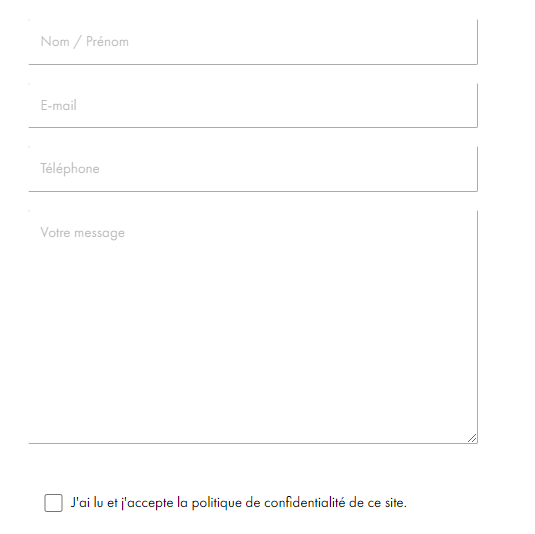 Nom / Prénom
E-mail
Téléphone
Votre message
J'ai lu et j'accepte la politique de confidentialité de ce site.